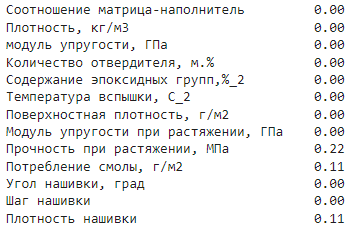 Соотношение матрица-наполнитель 0.00
Плотность, кг/м3 0.00
модуль упругости, ГПа 0.00
Количество отвердителя, м.% 0.00
Содержание эпоксидных групп,%_2 0.00
Температура вспышки, С_2 0.00
Поверхностная плотность, г/м2 0.00
Модуль упругости при растяжении, ГПа 0.00
Прочность при растяжении, МПа 0.22
Потребление смолы, г/м2 0.11
Угол нашивки, град 0.00
Шаг нашивки 0.00
Плотность нашивки 0.11